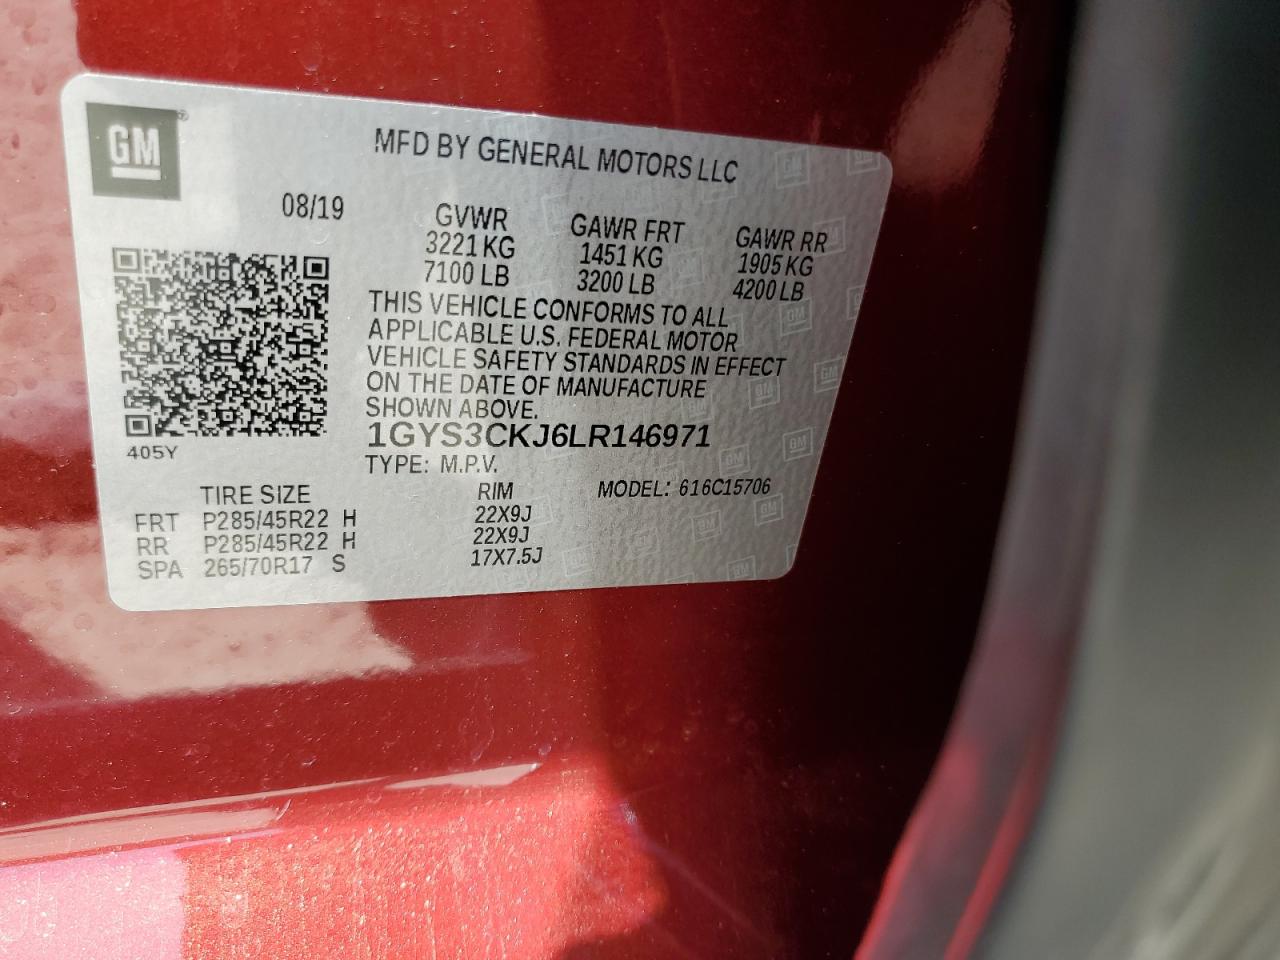 GM
MFD BY GENERAL MOTORS LLC
08/19
GVWR GAWR FRT GAWR RR
3221 KG 1451 KG 1905 KG
7100 LB 3200 LB 4200 LB
THIS VEHICLE CONFORMS TO ALL
APPLICABLE U.S. FEDERAL MOTOR
VEHICLE SAFETY STANDARDS IN EFFECT
ON THE DATE OF MANUFACTURE
SHOWN ABOVE.
1GYS3CKJ6LR146971
405Y
TYPE: M.P.V.
TIRE SIZE RIM MODEL: 616C15706
FRT P285/45R22 H 22X9J
RR P285/45R22 H 22X9J
SPA 265/70R17 S 17X7.5J